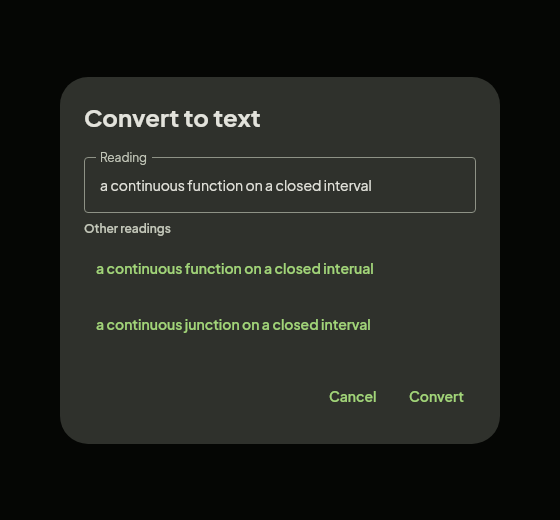 Convert to text
Reading
a continuous function on a closed interval
Other readings
a continuous function on a closed interual
a continuous junction on a closed interval
Cancel
Convert